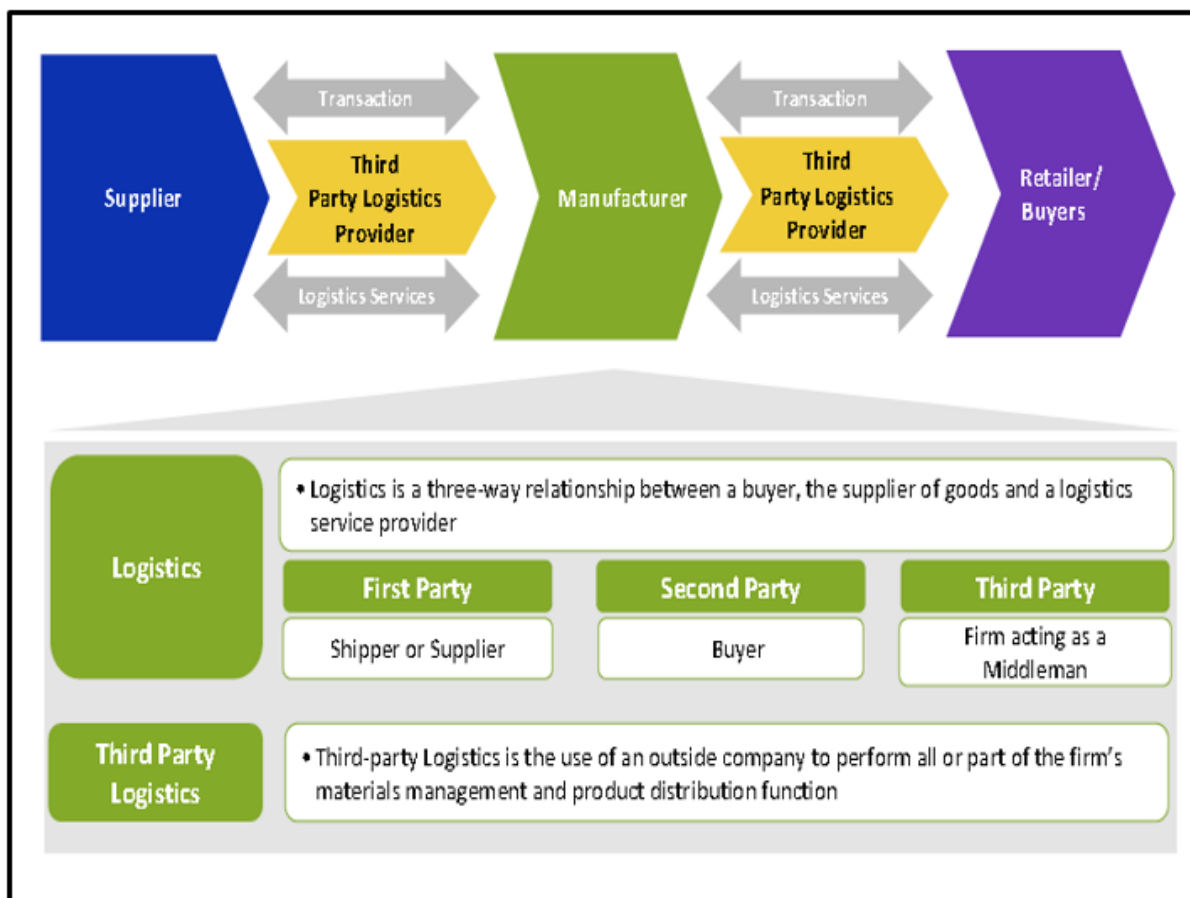 Transaction
Transaction
Supplier
Third
Party Logistics
Provider
Manufacturer
Third
Party Logistics
Provider
Retailer/
Buyers
Logistics Services
Logistics Services
Logistics
• Logistics is a three-way relationship between a buyer, the supplier of goods and a logistics
service provider
First Party
Second Party
Third Party
Shipper or Supplier
Buyer
Firm acting as a
Middleman
Third Party
Logistics
• Third-party Logistics is the use of an outside company to perform all or part of the firm's
materials management and product distribution function